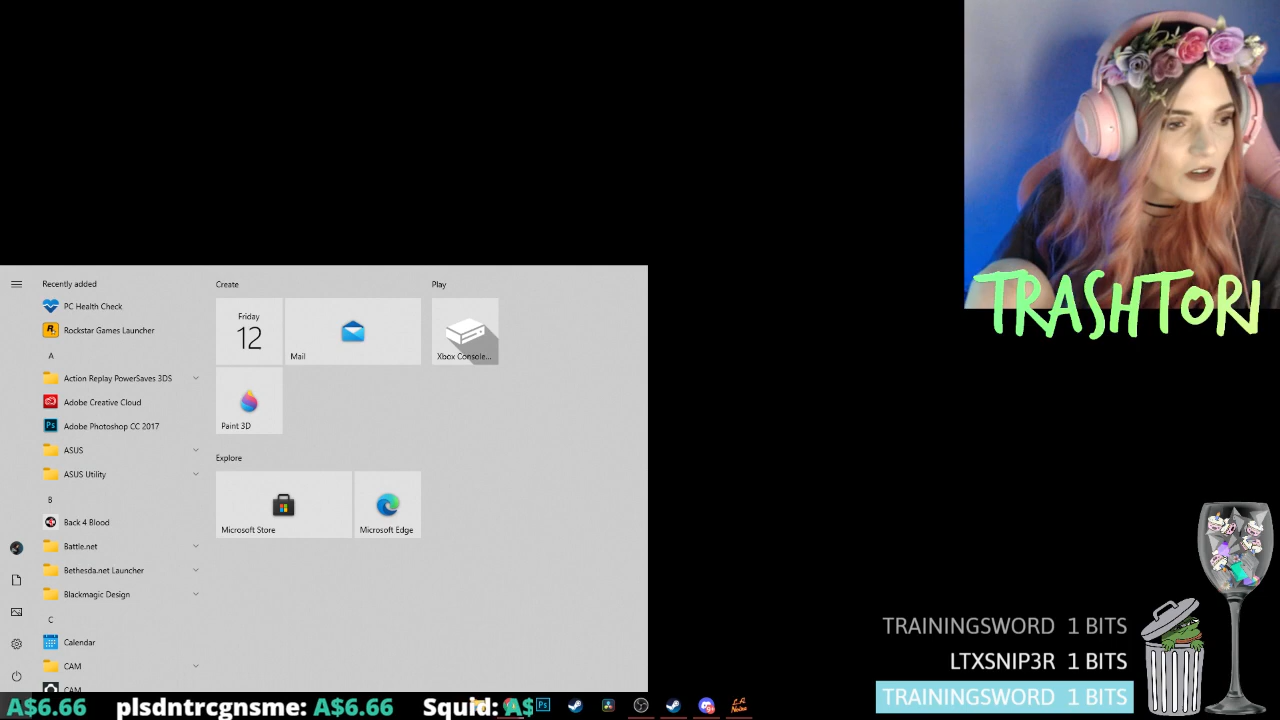 TRASHTORI
Recently added
PC Health Check
Rockstar Games Launcher
A
Action Replay PowerSaves 3DS
Adobe Creative Cloud
Adobe Photoshop CC 2017
ASUS
ASUS Utility
B
Back 4 Blood
Battle.net
Bethesda.net Launcher
Blackmagic Design
C
Calendar
CAM
CAM
Create
Friday
12
Mail
Paint 3D
Play
Xbox Console...
Explore
Microsoft Store
Microsoft Edge
TRAININGSWORD 1 BITS
LTXSNIP3R 1 BITS
TRAININGSWORD 1 BITS
A$6.66 plsdntrcgnsme: A$6.66 Squid: A$